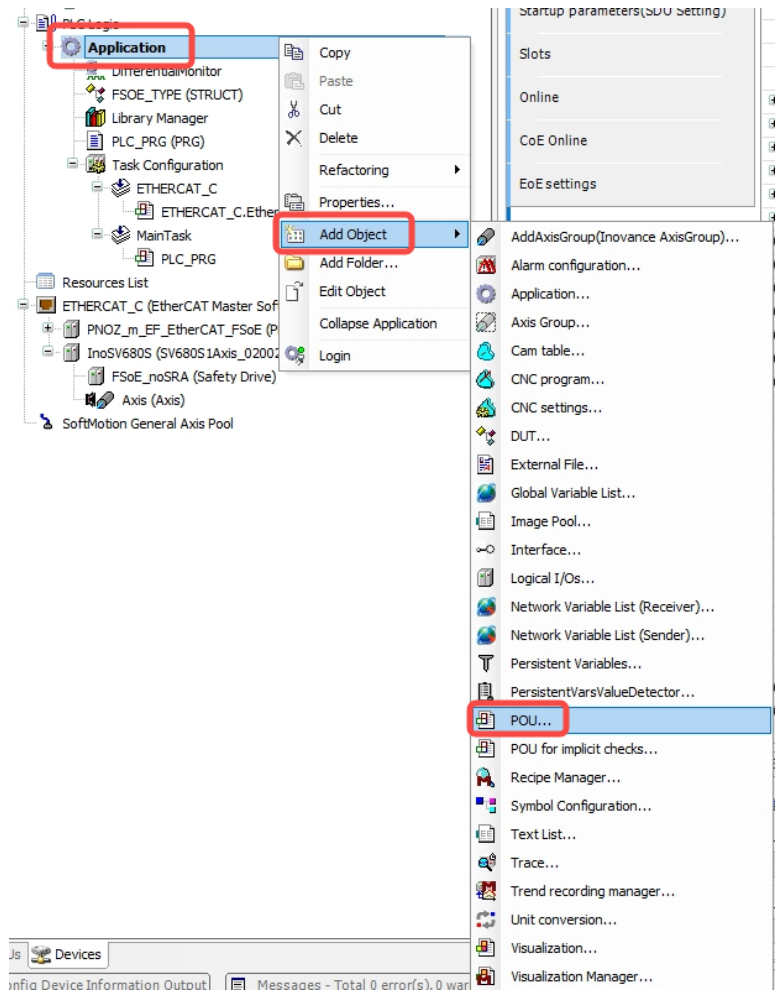 PLC Logic
Application
DifferentialMonitor
FSOE_TYPE (STRUCT)
Library Manager
PLC_PRG (PRG)
Task Configuration
ETHERCAT_C
ETHERCAT_C.Ether
MainTask
PLC_PRG
Resources List
ETHERCAT_C (EtherCAT Master Sof
PNOZ_m_EF_EtherCAT_FSoE (P
InoSV680S (SV680S1Axis_02002
FSoE_noSRA (Safety Drive)
Axis (Axis)
SoftMotion General Axis Pool
Copy
Paste
Cut
Delete
Refactoring
Properties...
Add Object
Add Folder...
Edit Object
Collapse Application
Login
Startup parameters(SDO Setting)
Slots
Online
CoE Online
EoE settings
AddAxisGroup(Inovance AxisGroup)...
Alarm configuration...
Application...
Axis Group...
Cam table...
CNC program...
CNC settings...
DUT...
External File...
Global Variable List...
Image Pool...
Interface...
Logical I/Os...
Network Variable List (Receiver)...
Network Variable List (Sender)...
Persistent Variables...
PersistentVarsValueDetector...
POU...
POU for implicit checks...
Recipe Manager...
Symbol Configuration...
Text List...
Trace...
Trend recording manager...
Unit conversion...
Visualization...
Visualization Manager...
Us
Devices
onfig Device Information Output
Messages - Total 0 error(s), 0 war